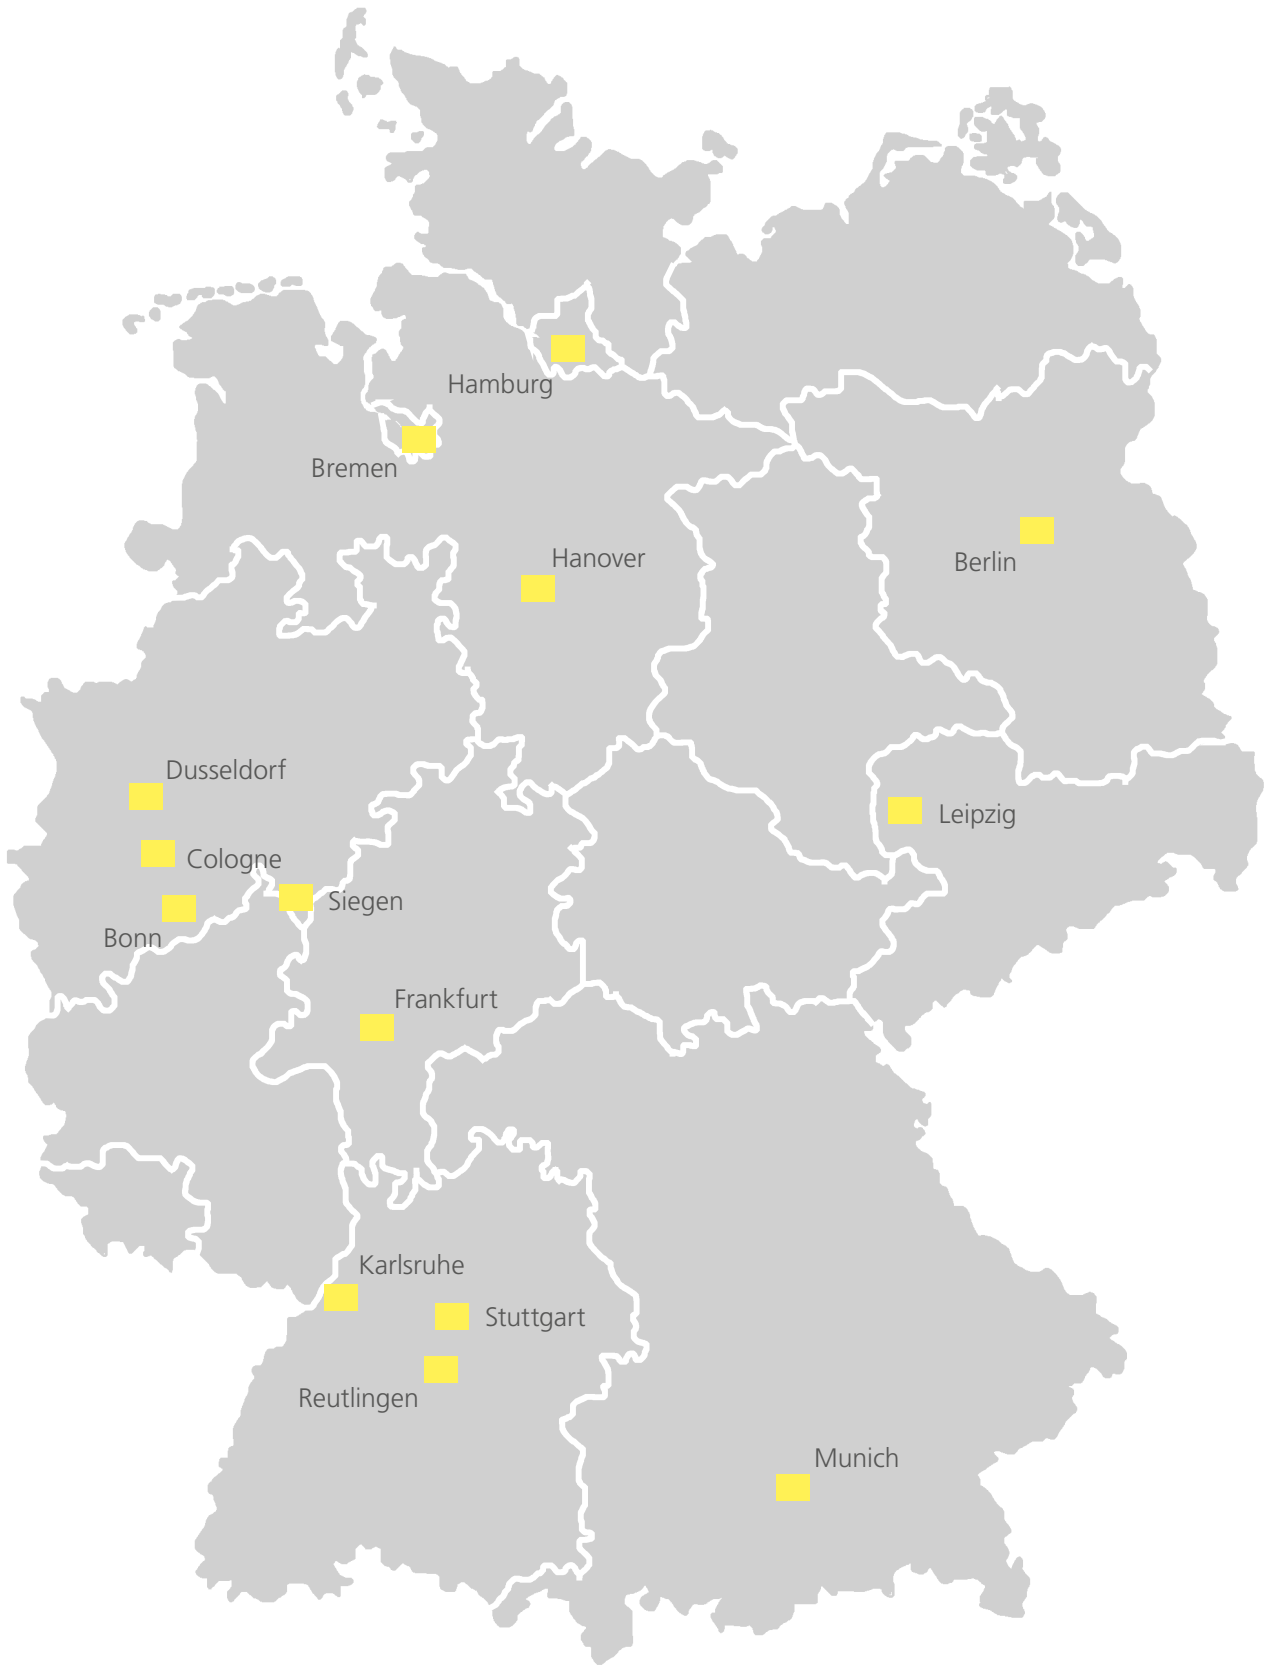 Hamburg
Bremen
Hanover
Berlin
Dusseldorf
Leipzig
Cologne
Siegen
Bonn
Frankfurt
Karlsruhe
Stuttgart
Reutlingen
Munich